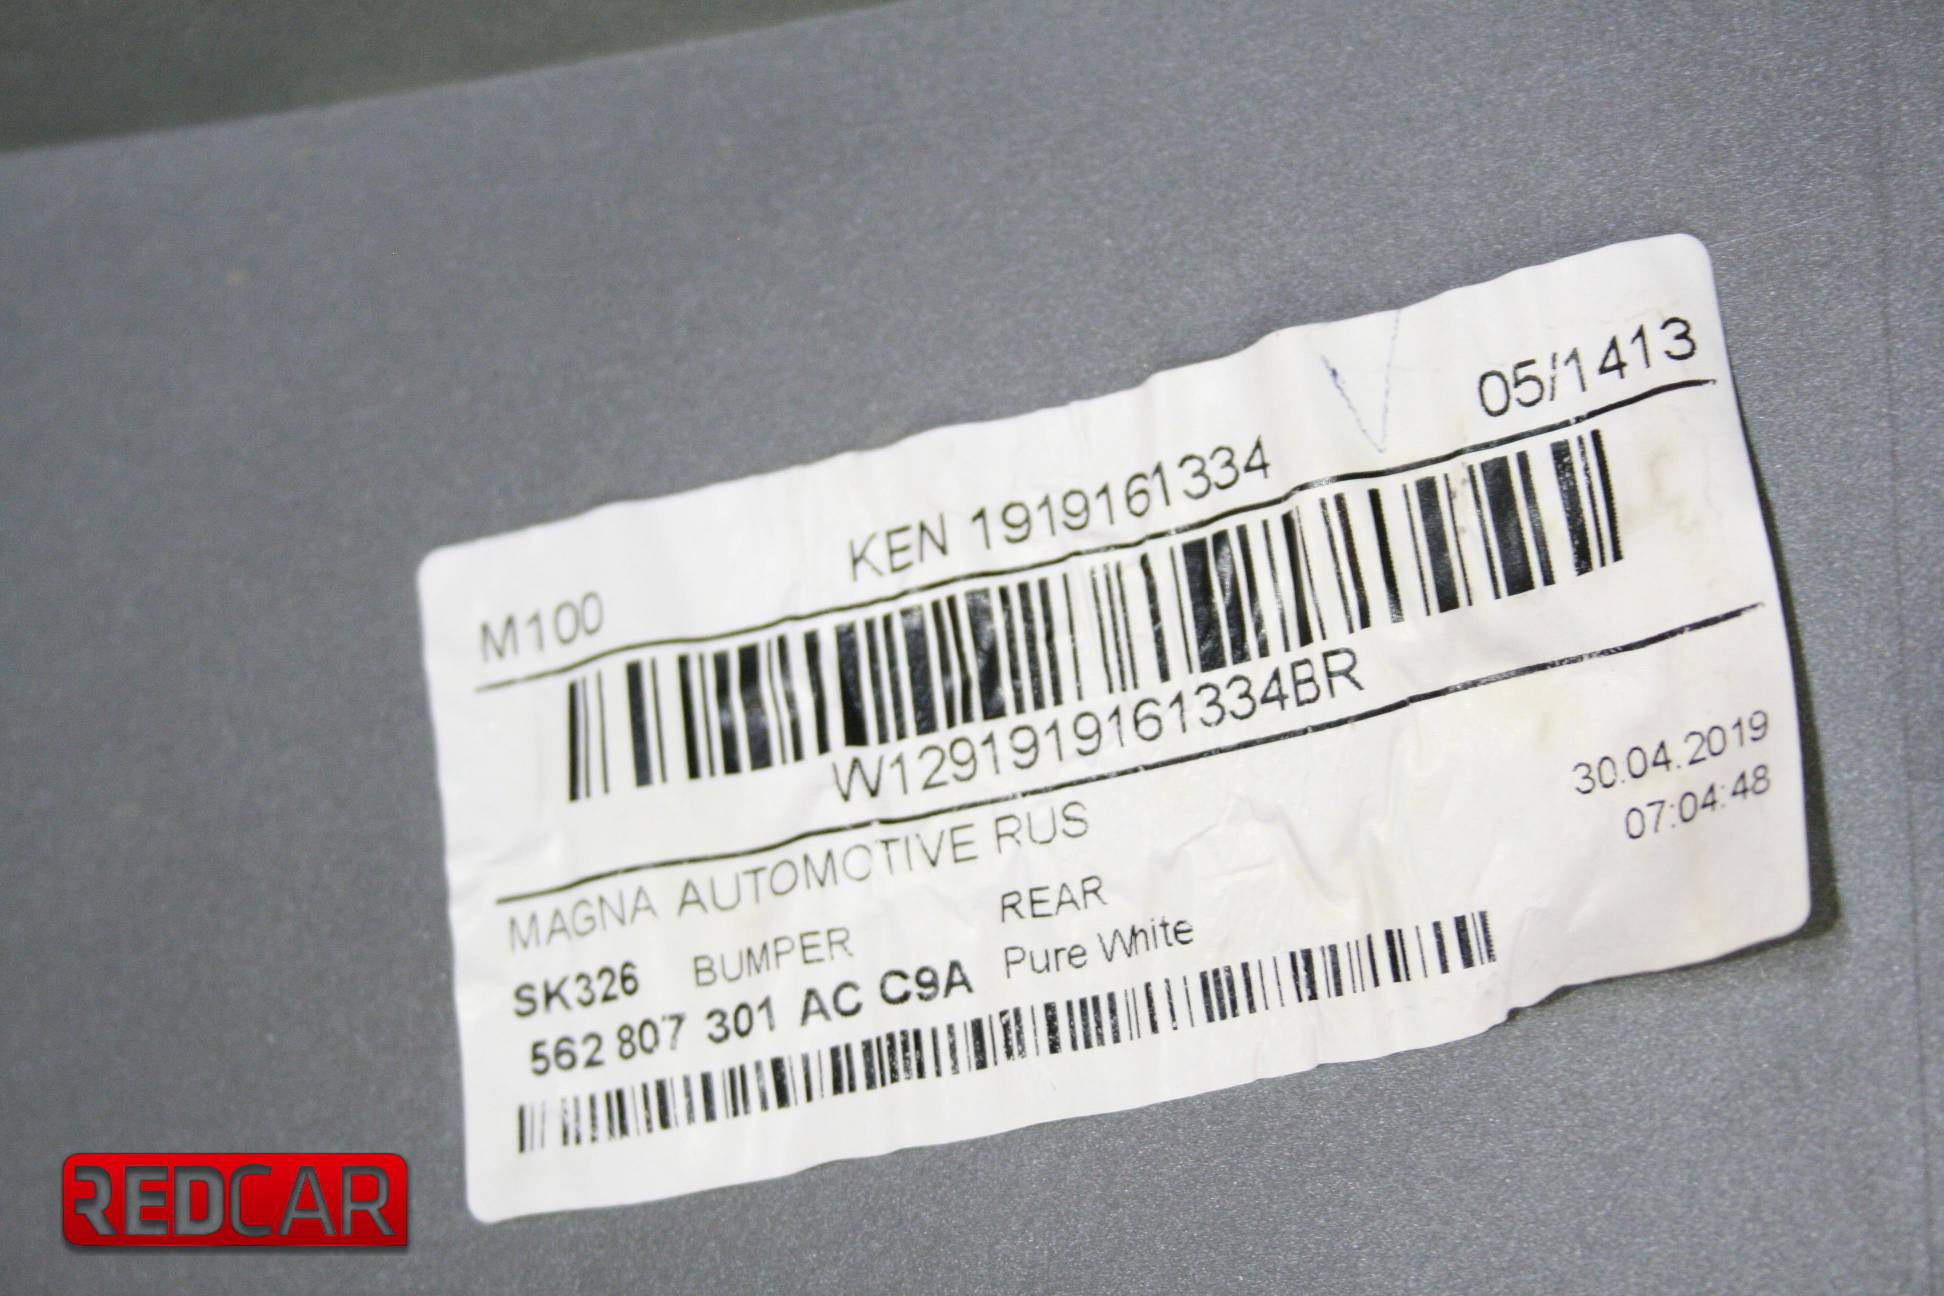 M100 KEN 1919161334 05/1413
W1291919161334BR
MAGNA AUTOMOTIVE RUS 30.04.2019
07:04:48
SK326 BUMPER REAR
562 807 301 AC C9A Pure White
REDCAR